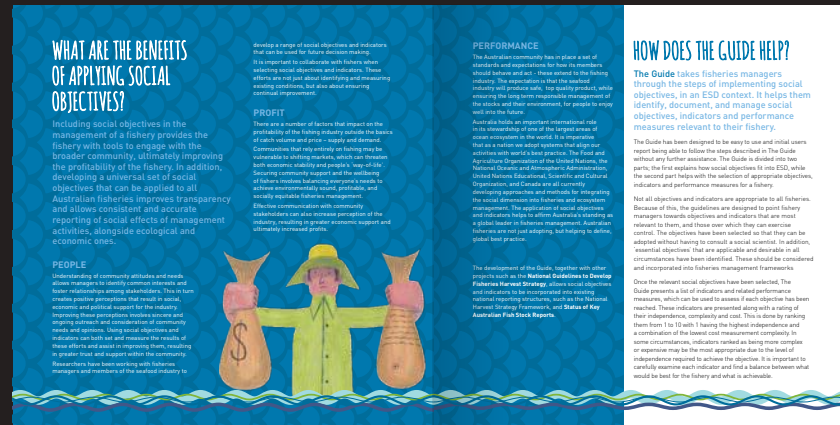 WHAT ARE THE BENEFITS
OF APPLYING SOCIAL
OBJECTIVES?
Including social objectives in the
management of a fishery provides the
fishery with tools to engage with the
broader community, ultimately improving
the profitability of the fishery. In addition,
developing a universal set of social
objectives that can be applied to all
Australian fisheries improves transparency
and allows consistent and accurate
reporting of social effects of management
activities, alongside ecological and
economic ones.
PEOPLE
Understanding of community attitudes and needs
allows managers to identify common interests and
foster relationships among stakeholders. This in turn
creates positive perceptions that result in social,
economic and political support for the industry.
Improving these perceptions involves sincere and
ongoing outreach and consideration of community
needs and opinions. Using social objectives and
indicators can both set and measure the results of
these efforts and assist in improving them, resulting
in greater trust and support within the community.
Researchers have been working with fisheries
managers and members of the seafood industry to
develop a range of social objectives and indicators
that can be used for future decision making.
It is important to collaborate with fishers when
selecting social objectives and indicators. These
efforts are not just about identifying and measuring
existing conditions, but also about ensuring
continual improvement.
PROFIT
There are a number of factors that impact on the
profitability of the fishing industry outside the basics
of catch volume and price – supply and demand.
Communities that rely entirely on fishing may be
vulnerable to shifting markets, which can threaten
both economic stability and people's 'way-of-life'.
Securing community support and the wellbeing
of fishers involves balancing everyone's needs to
achieve environmentally sound, profitable, and
socially equitable fisheries management.
Effective communication with community
stakeholders can also increase perception of the
industry, resulting in greater economic support and
ultimately increased profits.
$
PERFORMANCE
The Australian community has in place a set of
standards and expectations for how its members
should behave and act - these extend to the fishing
industry. The expectation is that the seafood
industry will produce safe, top quality product, while
ensuring the long term responsible management of
the stocks and their environment, for people to enjoy
well into the future.
Australia holds an important international role
in its stewardship of one of the largest areas of
ocean ecosystem in the world. It is imperative
that as a nation we adopt systems that align our
activities with world's best practice. The Food and
Agriculture Organization of the United Nations, the
National Oceanic and Atmospheric Administration,
United Nations Educational, Scientific and Cultural
Organization, and Canada are all currently
developing approaches and methods for integrating
the social dimension into fisheries and ecosystem
management. The application of social objectives
and indicators helps to affirm Australia's standing as
a global leader in fisheries management. Australian
fisheries are not just adopting, but helping to define,
global best practice.
The development of the Guide, together with other
projects such as the National Guidelines to Develop
Fisheries Harvest Strategy, allows social objectives
and indicators to be incorporated into existing
national reporting structures, such as the National
Harvest Strategy Framework, and Status of Key
Australian Fish Stock Reports.
HOW DOES THE GUIDE HELP?
The Guide takes fisheries managers
through the steps of implementing social
objectives, in an ESD context. It helps them
identify, document, and manage social
objectives, indicators and performance
measures relevant to their fishery.
The Guide has been designed to be easy to use and initial users
report being able to follow the steps described in The Guide
without any further assistance. The Guide is divided into two
parts; the first explains how social objectives fit into ESD, while
the second part helps with the selection of appropriate objectives,
indicators and performance measures for a fishery.
Not all objectives and indicators are appropriate to all fisheries.
Because of this, the guidelines are designed to point fishery
managers towards objectives and indicators that are most
relevant to them, and those over which they can exercise
control. The objectives have been selected so that they can be
adopted without having to consult a social scientist. In addition,
'essential objectives' that are applicable and desirable in all
circumstances have been identified. These should be considered
and incorporated into fisheries management frameworks
Once the relevant social objectives have been selected, The
Guide presents a list of indicators and related performance
measures, which can be used to assess if each objective has been
reached. These indicators are presented along with a rating of
their independence, complexity and cost. This is done by ranking
them from 1 to 10 with 1 having the highest independence and
a combination of the lowest cost measurement complexity. In
some circumstances, indicators ranked as being more complex
or expensive may be the most appropriate due to the level of
independence required to achieve the objective. It is important to
carefully examine each indicator and find a balance between what
would be best for the fishery and what is achievable.